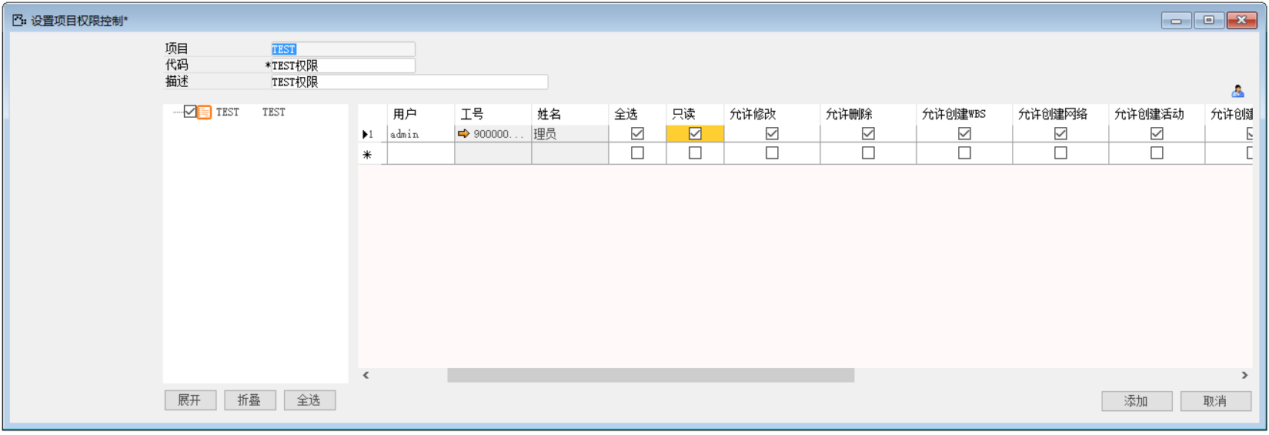 设置项目权限控制*
项目 TEST
代码 *TEST权限
描述 TEST权限
TEST TEST
用户 工号 姓名 全选 只读 允许修改 允许删除 允许创建WBS 允许创建网络 允许创建活动 允许创建
1 admin 900000... 理员
*
展开 折叠 全选 添加 取消